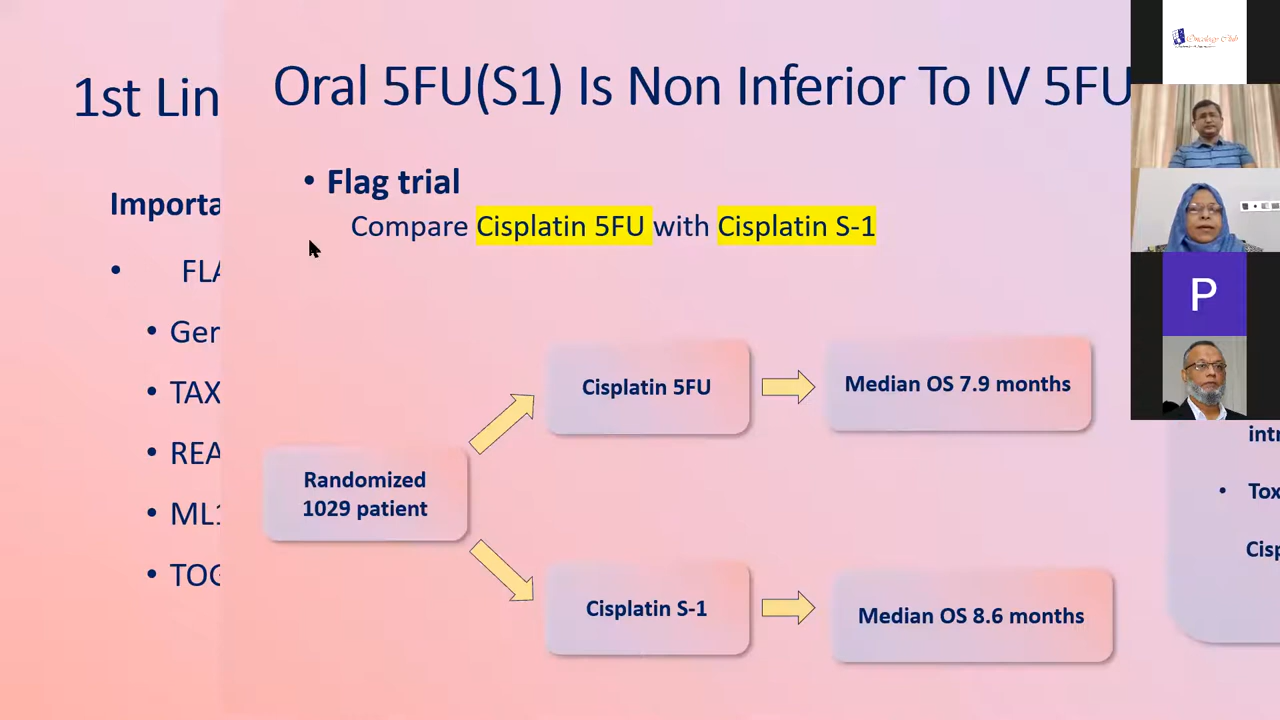 1st Lin
Importa
• FLA
• Ger
• TAX
• REA
• ML1
• TOG
Oral 5FU(S1) Is Non Inferior To IV 5FU
• Flag trial
Compare Cisplatin 5FU with Cisplatin S-1
Randomized
1029 patient
Cisplatin 5FU
Median OS 7.9 months
Cisplatin S-1
Median OS 8.6 months
intr
• Tox
Cisp
P
Oncology Club